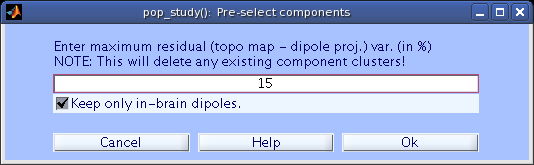 pop_study(): Pre-select components
Enter maximum residual (topo map - dipole proj.) var. (in %)
NOTE: This will delete any existing component clusters!
15
Keep only in-brain dipoles.
Cancel
Help
Ok